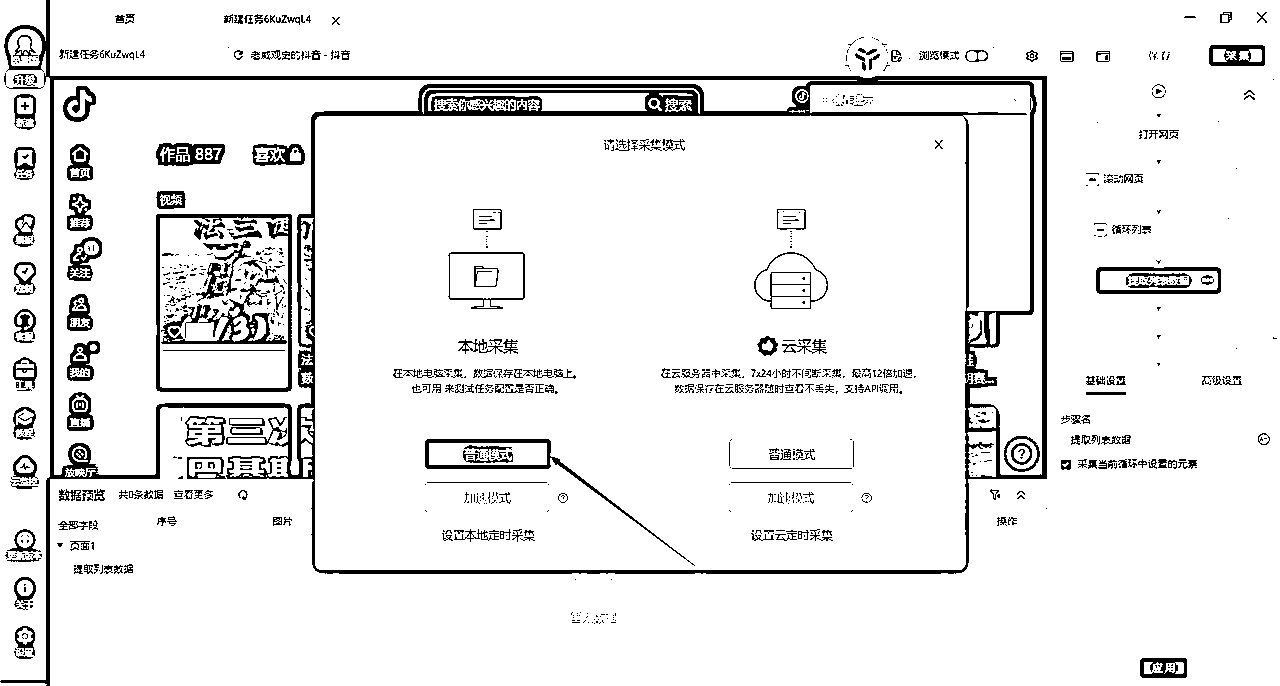 首页
新建任务6KuZwqL4
新建任务6KuZwqL4
老威观史的抖音 - 抖音
浏览模式
保存
采集
升级
搜索你感兴趣的内容
搜索
操作提示
作品 887
喜欢
视频
首页
推荐
关注
朋友
我的
直播
放映厅
工具
关于
设置
请选择采集模式
本地采集
在本地电脑采集，数据保存在本地电脑上，
也可用来测试任务配置是否正确。
普通模式
加速模式
设置本地定时采集
云采集
在云服务器中采集，7x24小时不间断采集，最高12倍加速，
数据保存在云服务器随时查看不丢失，支持API调用。
普通模式
加速模式
设置云定时采集
打开网页
滚动网页
循环列表
提取列表数据
基础设置
高级设置
步骤名
提取列表数据
采集当前循环中设置的元素
第三次
巴基斯
数据预览
共0条数据
查看更多
全部字段
序号
图片
操作
页面1
提取列表数据
暂无数据
应用